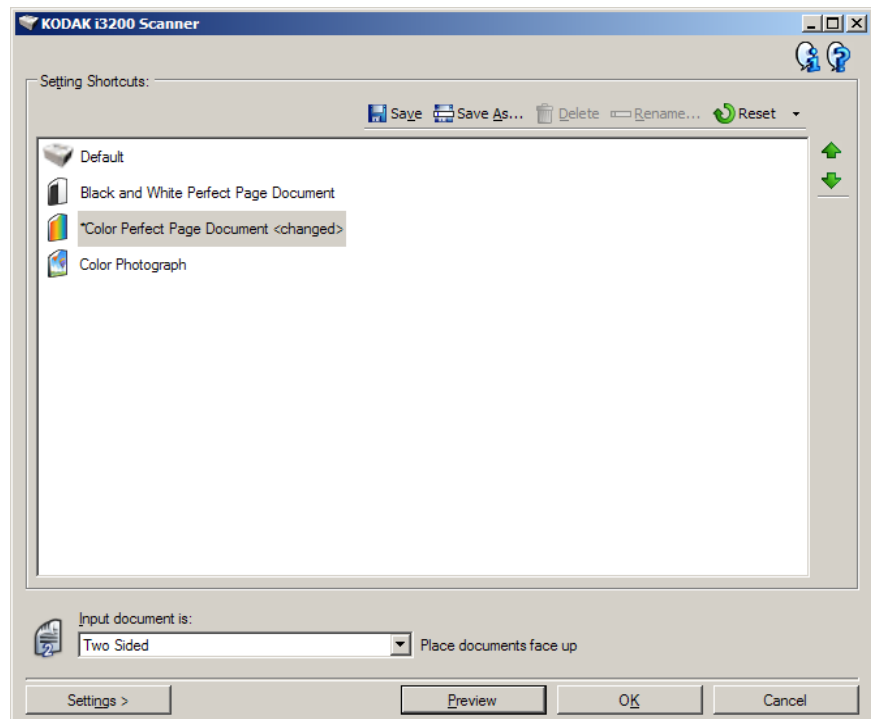 KODAK i3200 Scanner
Setting Shortcuts:
Save Save As... Delete Rename... Reset
Default
Black and White Perfect Page Document
*Color Perfect Page Document <changed>
Color Photograph
Input document is:
2 Two Sided Place documents face up
Settings > Preview OK Cancel